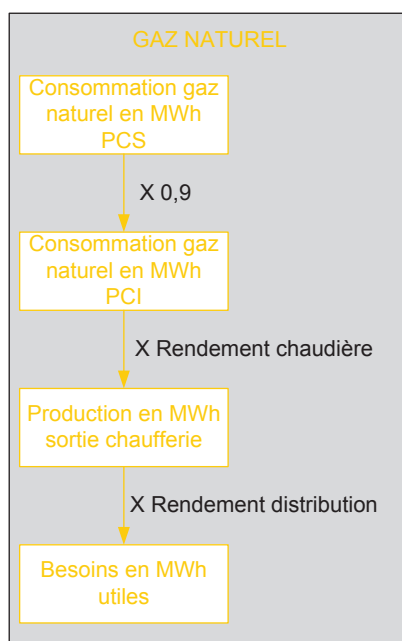 GAZ NATUREL
Consommation gaz
naturel en MWh
PCS
X 0,9
Consommation gaz
naturel en MWh
PCI
X Rendement chaudière
Production en MWh
sortie chaufferie
X Rendement distribution
Besoins en MWh
utiles